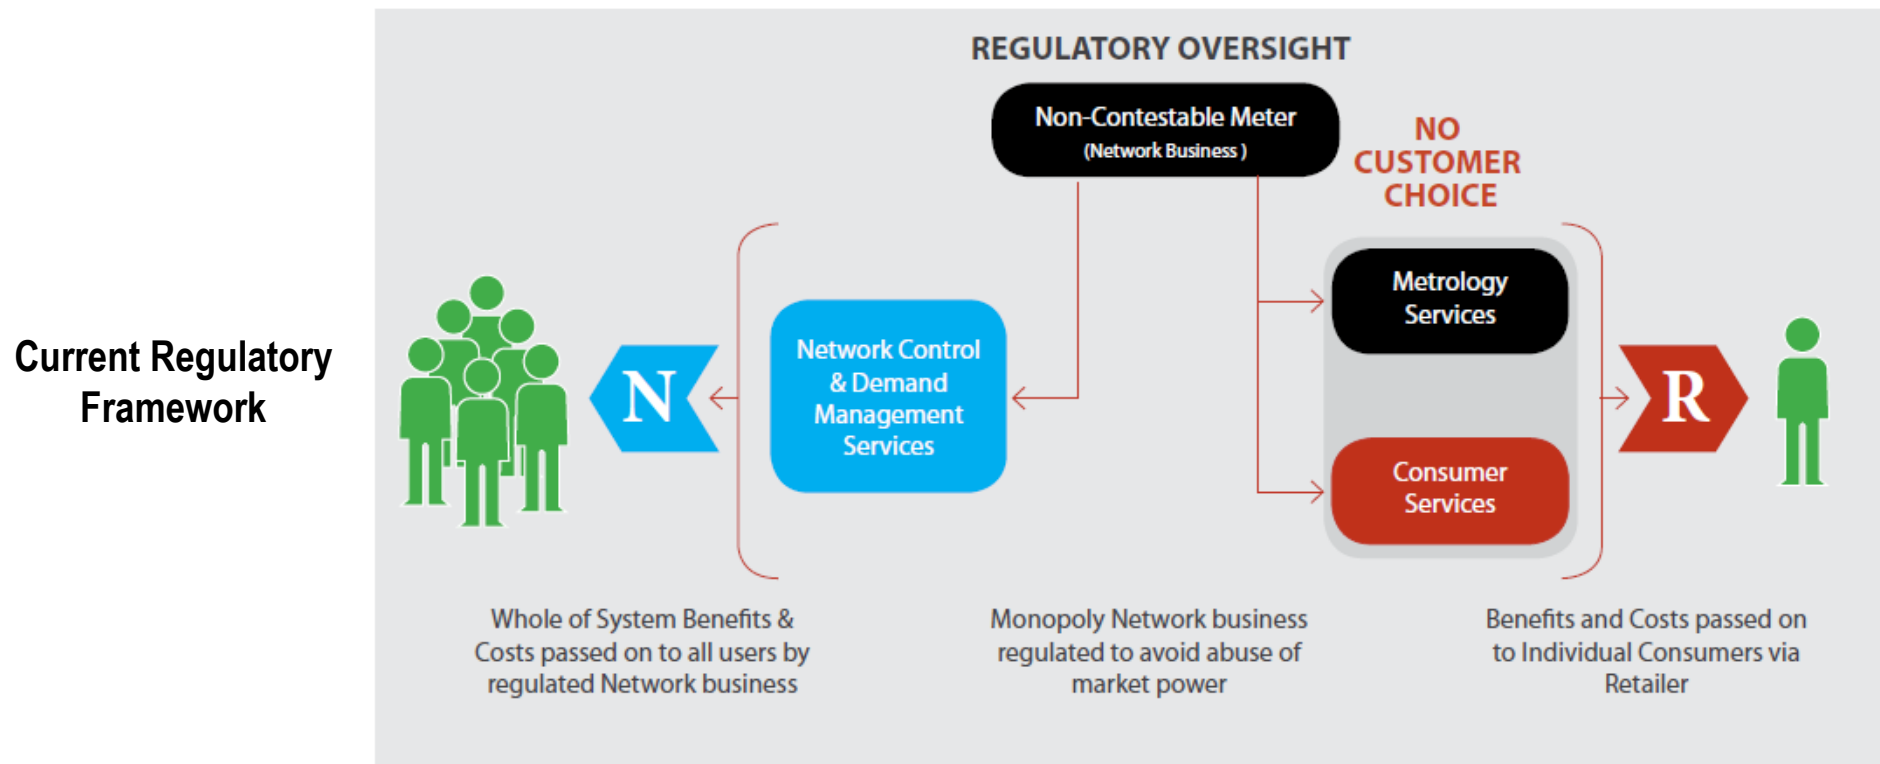 Current Regulatory
Framework
REGULATORY OVERSIGHT
Non-Contestable Meter
(Network Business )
NO
CUSTOMER
CHOICE
Network Control
& Demand
Management
Services
Metrology
Services
Consumer
Services
N
R
Whole of System Benefits &
Costs passed on to all users by
regulated Network business
Monopoly Network business
regulated to avoid abuse of
market power
Benefits and Costs passed on
to Individual Consumers via
Retailer